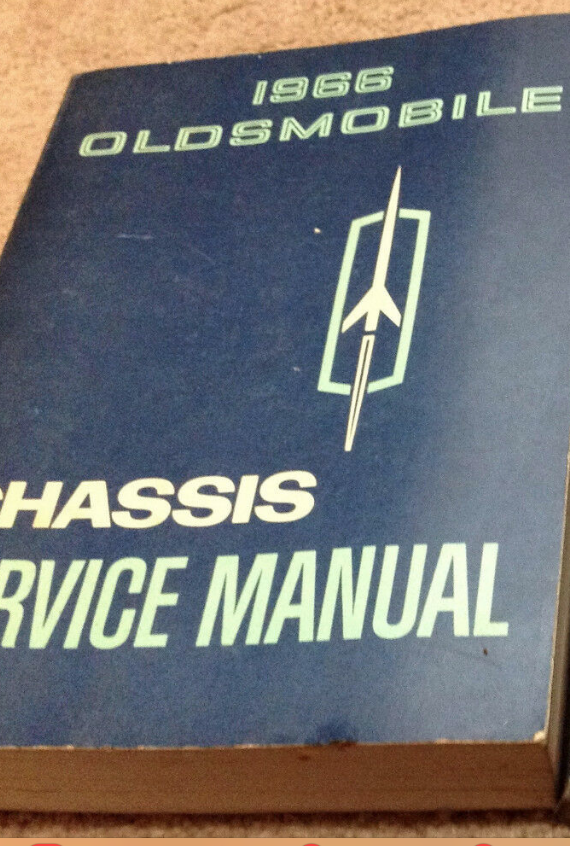 1966
OLDSMOBILE
CHASSIS
RVICE MANUAL